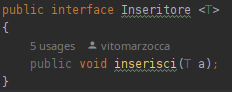 public interface Inseritore <T>
{
5 usages vitomarzocca
public void inserisci(T a);
}